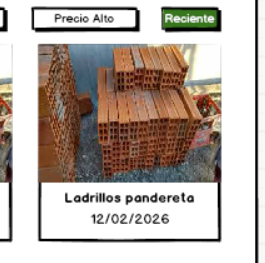 Precio Alto
Reciente
Ladrillos pandereta
12/02/2026